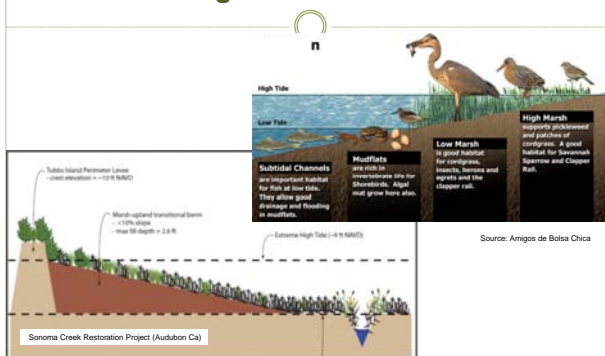 n
High Tide
Low Tide
Subtidal Channels
are important habitat
for fish at low tide.
They allow good
drainage and flooding
in mudflats.
Mudflats
are rich in
invertebrate life for
Shorebirds. Algal
mat grow here also.
Low Marsh
is good habitat
for cordgrass,
insects, herons and
egrets and the
clapper rail.
High Marsh
supports pickleweed
and patches of
cordgrass. A good
habitat for Savannah
Sparrow and Clapper
Rail.
Source: Amigos de Bolsa Chica
Tubbs Island Perimeter Levee
- crest elevation = ~10 ft NAVD
Marsh-upland transitional berm
- <10% slope
- max fill depth = 2.6 ft
Extreme High Tide (~9 ft NAVD)
Sonoma Creek Restoration Project (Audubon Ca)